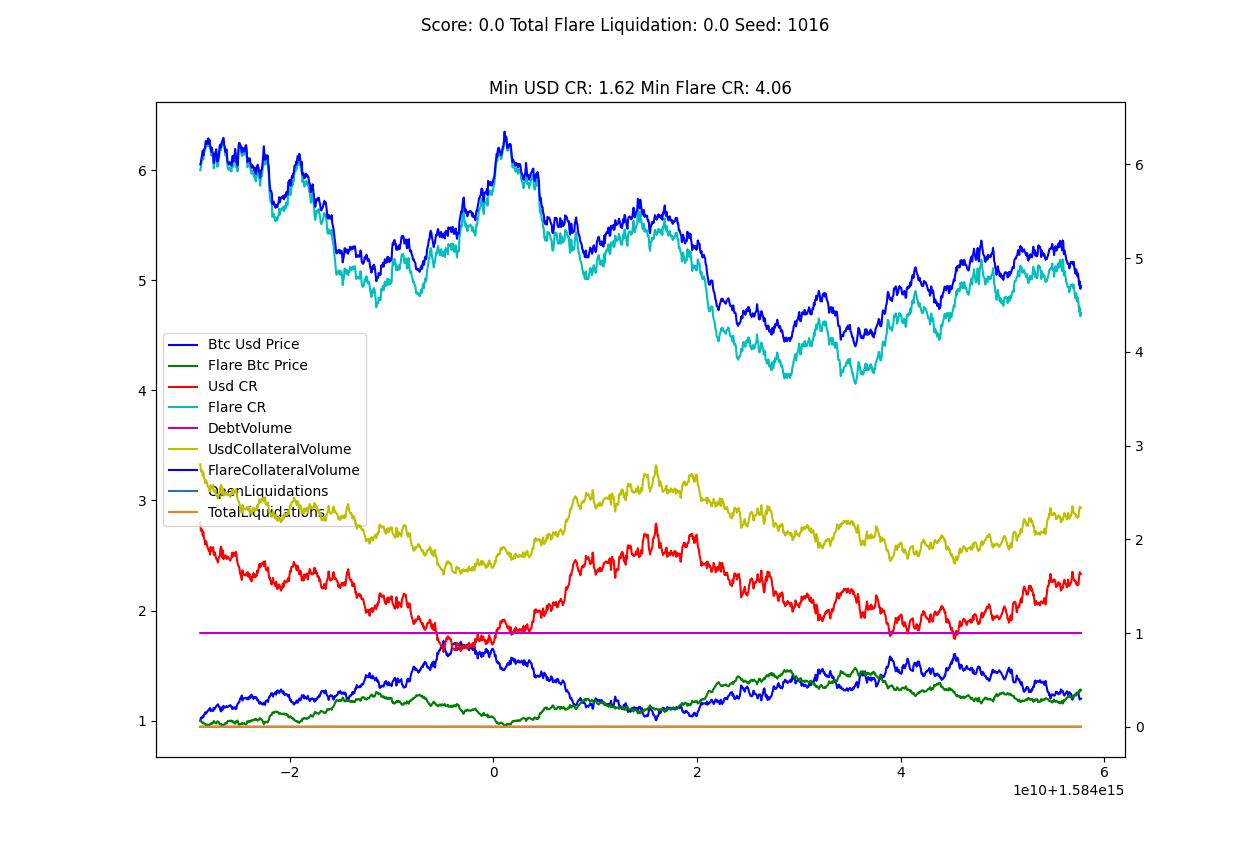 Score: 0.0 Total Flare Liquidation: 0.0 Seed: 1016
Min USD CR: 1.62 Min Flare CR: 4.06
6
5
4
3
2
1
Btc Usd Price
Flare Btc Price
Usd CR
Flare CR
DebtVolume
UsdCollateralVolume
FlareCollateralVolume
OpenLiquidations
TotalLiquidations
6
5
4
3
2
1
0
−2
0
2
4
6
1e10+1.584e15